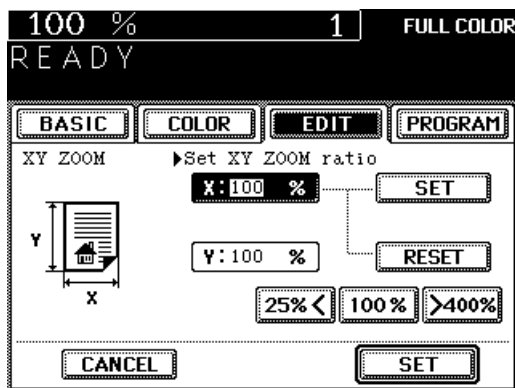 100 % 1 FULL COLOR
READY
BASIC COLOR EDIT PROGRAM
XY ZOOM ▶Set XY ZOOM ratio
X:100 % SET
Y
Y:100 % RESET
X
25%< 100% >400%
CANCEL SET